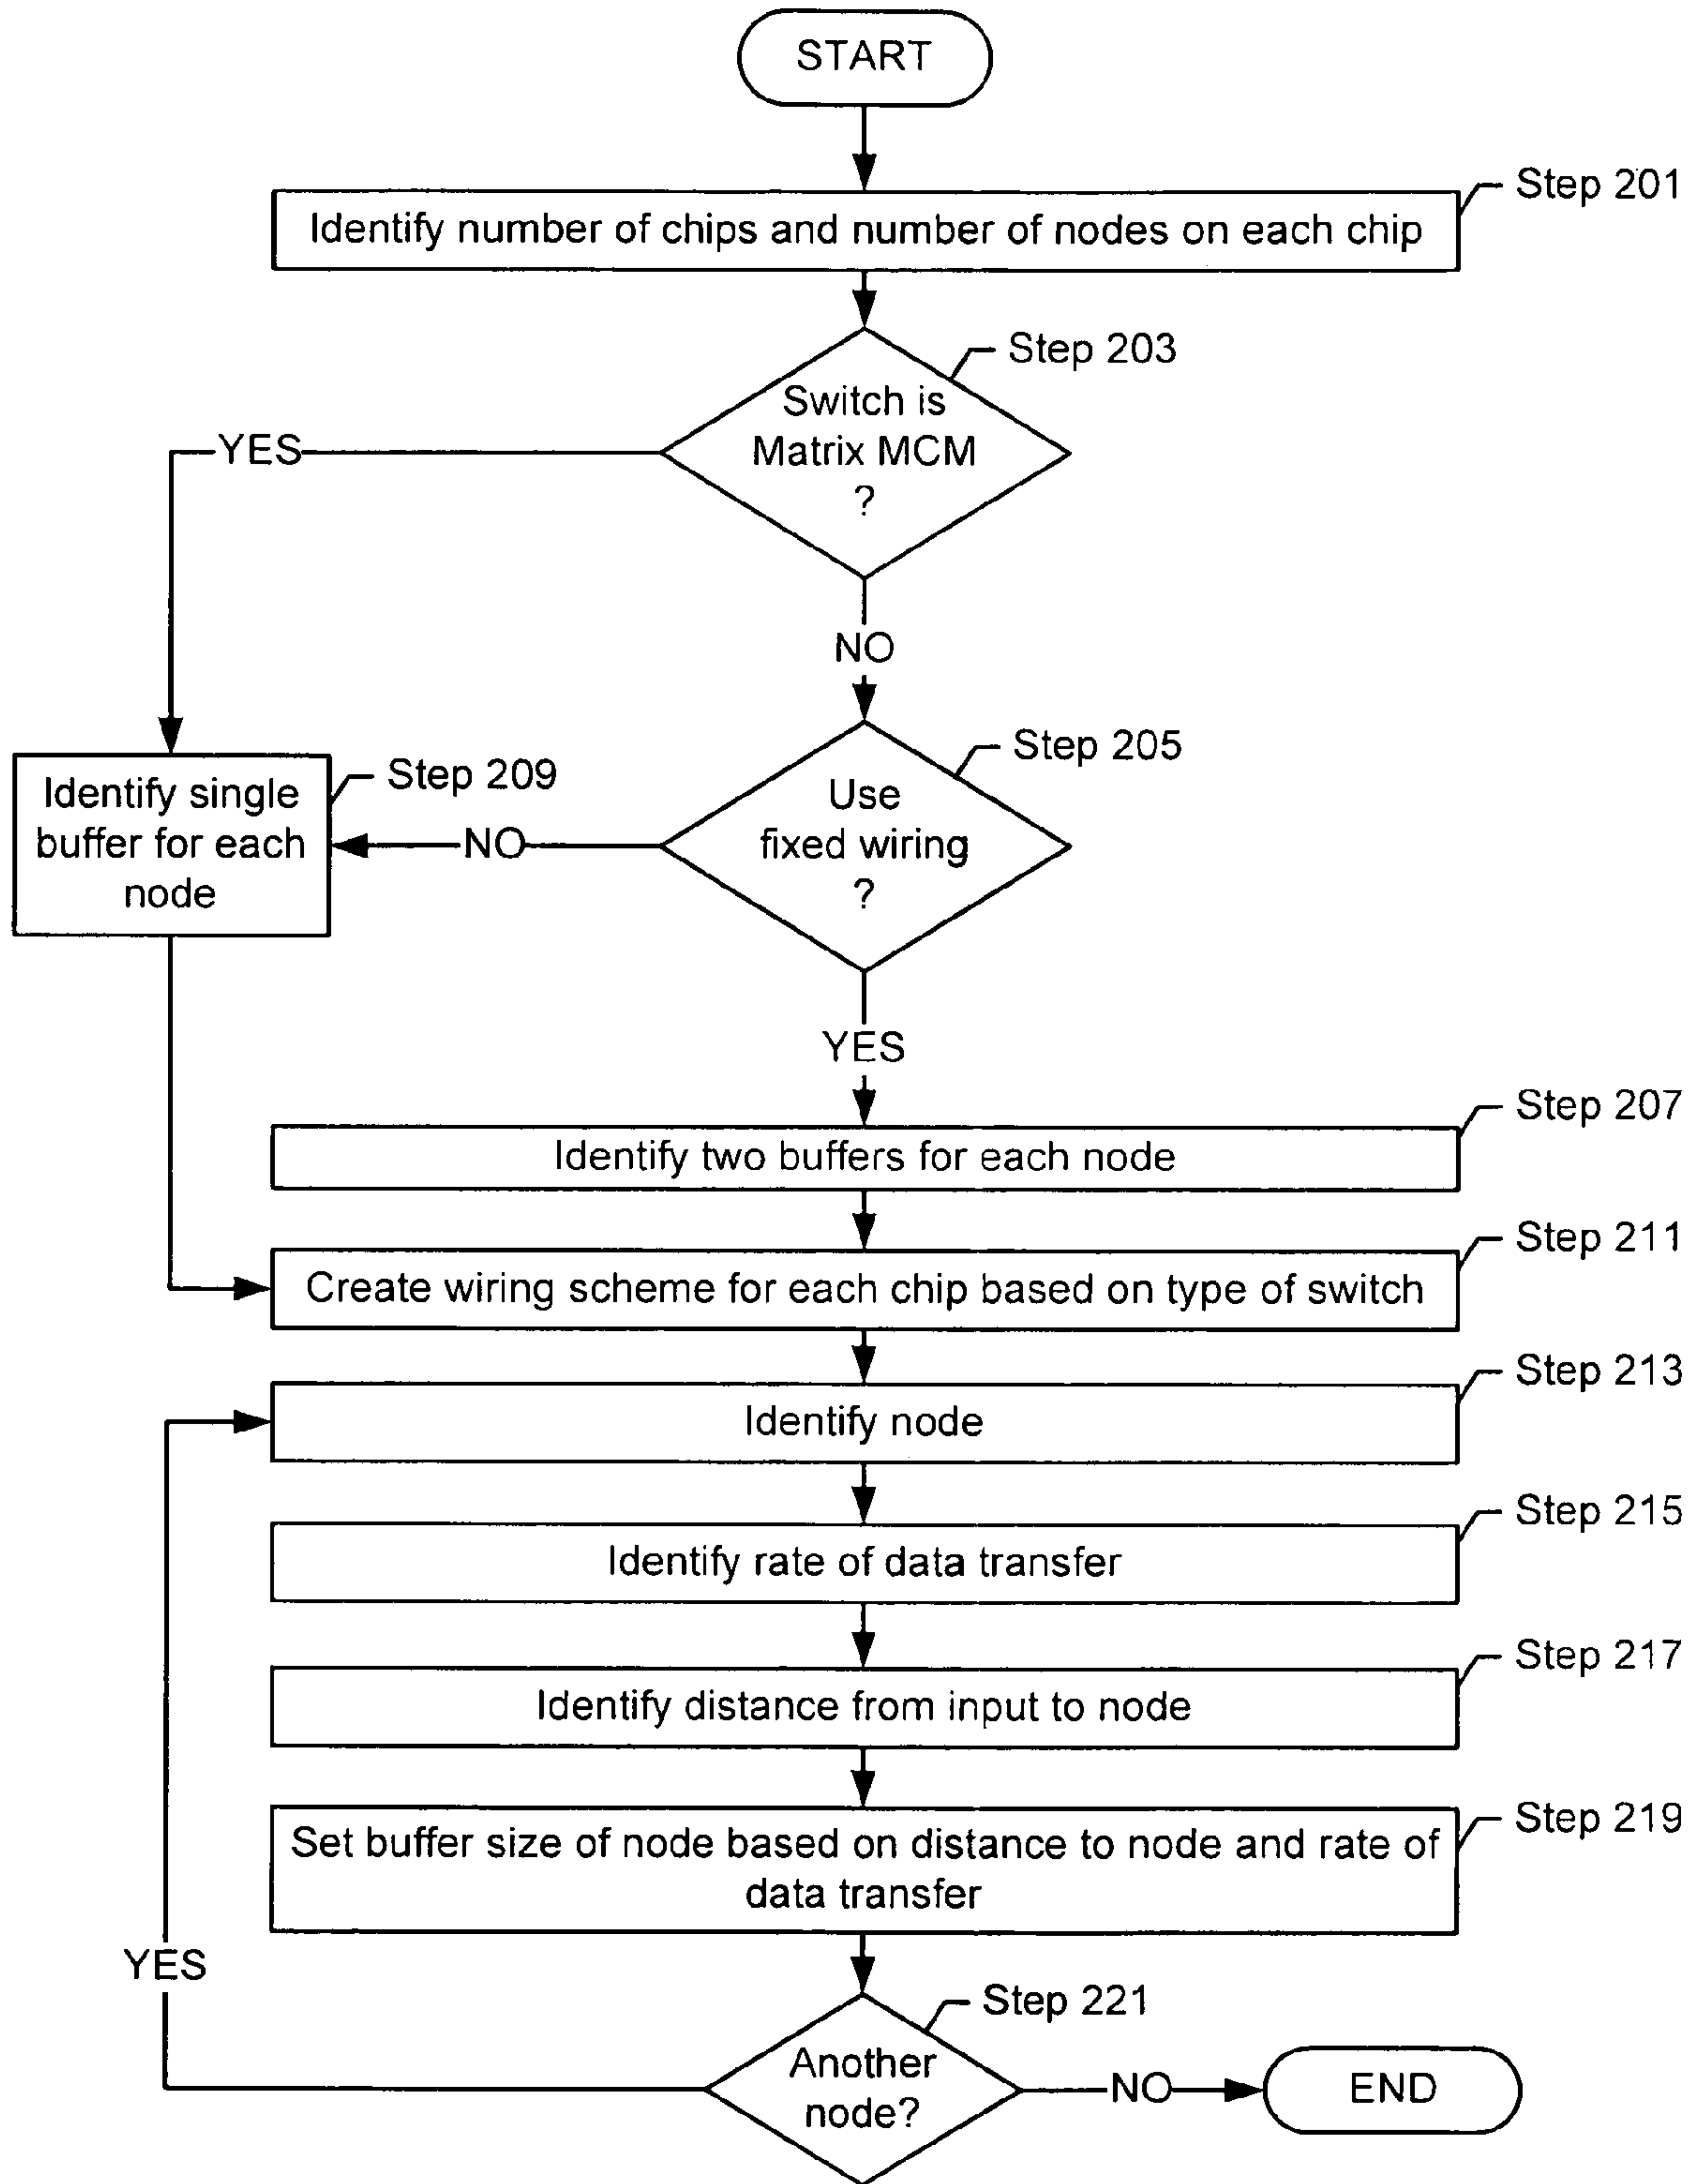 START
Step 201
Identify number of chips and number of nodes on each chip
Step 203
Switch is
Matrix MCM
?
YES
NO
Step 205
Use
fixed wiring
?
Step 209
Identify single
buffer for each
node
NO
YES
Step 207
Identify two buffers for each node
Step 211
Create wiring scheme for each chip based on type of switch
Step 213
Identify node
Step 215
Identify rate of data transfer
Step 217
Identify distance from input to node
Step 219
Set buffer size of node based on distance to node and rate of
data transfer
YES
Step 221
Another
node?
NO
END